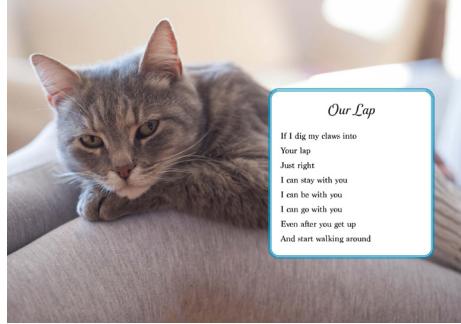 Our Lap
If I dig my claws into
Your lap
Just right
I can stay with you
I can be with you
I can go with you
Even after you get up
And start walking around